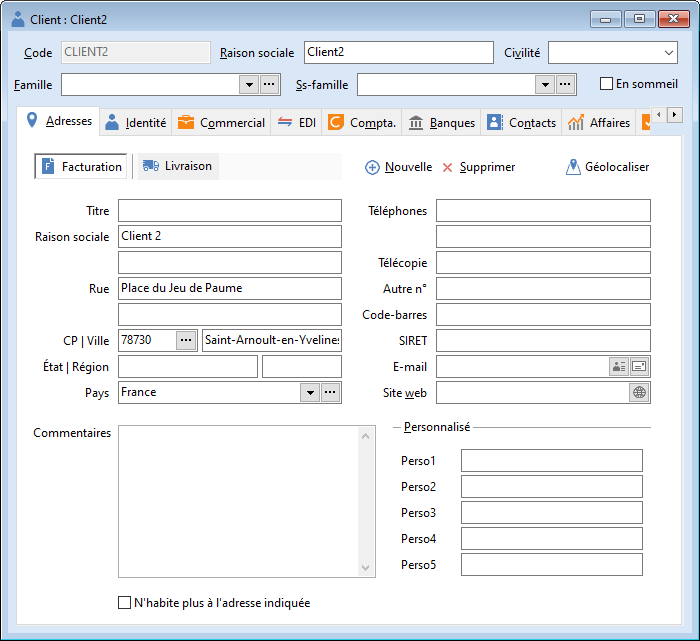 Client : Client2
Code CLIENT2 Raison sociale Client2 Civilité
Famille Ss-famille En sommeil
Adresses Identité Commercial EDI Compta. Banques Contacts Affaires
Facturation Livraison Nouvelle Supprimer Géolocaliser
Titre Téléphones
Raison sociale Client 2
Télécopie
Rue Place du Jeu de Paume Autre n°
Code-barres
CP | Ville 78730 Saint-Arnoult-en-Yvelines SIRET
État | Région E-mail
Pays France Site web
Commentaires Personnalisé
Perso1
Perso2
Perso3
Perso4
Perso5
N'habite plus à l'adresse indiquée